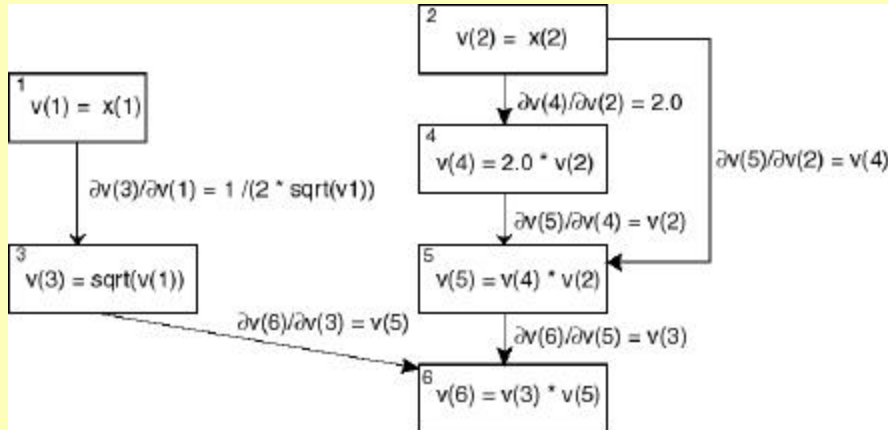 2
v(2) = x(2)
1
v(1) = x(1)
∂v(4)/∂v(2) = 2.0
4
v(4) = 2.0 * v(2)
∂v(5)/∂v(2) = v(4)
∂v(3)/∂v(1) = 1 /(2 * sqrt(v1))
∂v(5)/∂v(4) = v(2)
3
v(3) = sqrt(v(1))
5
v(5) = v(4) * v(2)
∂v(6)/∂v(3) = v(5)
∂v(6)/∂v(5) = v(3)
6
v(6) = v(3) * v(5)